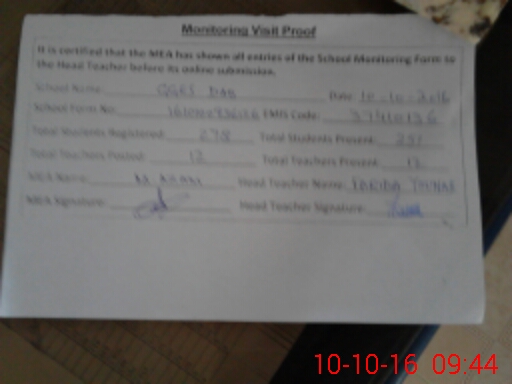 Monitoring Visit Proof
It is certified that the MEA has shown all entries of the School Monitoring Form to
the Head Teacher before its online submission.
School Name: GGES Date: 10-10-2016
School Form No: EMIS Code:
Total Students Registered: 278 Total Students Present: 251
Total Teachers Posted: 12 Total Teachers Present: 12
MEA Name: Head Teacher Name: FARIDA
MEA Signature: Head Teacher Signature:
10-10-16 09:44